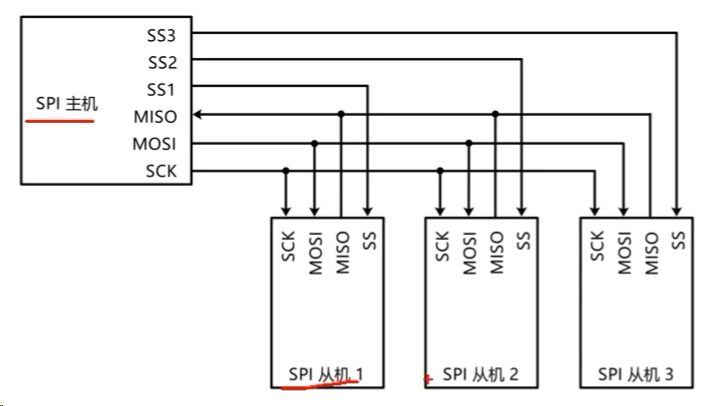 SS3
SS2
SS1
SPI 主机
MISO
MOSI
SCK
SCK MOSI MISO SS
SCK MOSI MISO SS
SCK MOSI MISO SS
SPI 从机 1
SPI 从机 2
SPI 从机 3